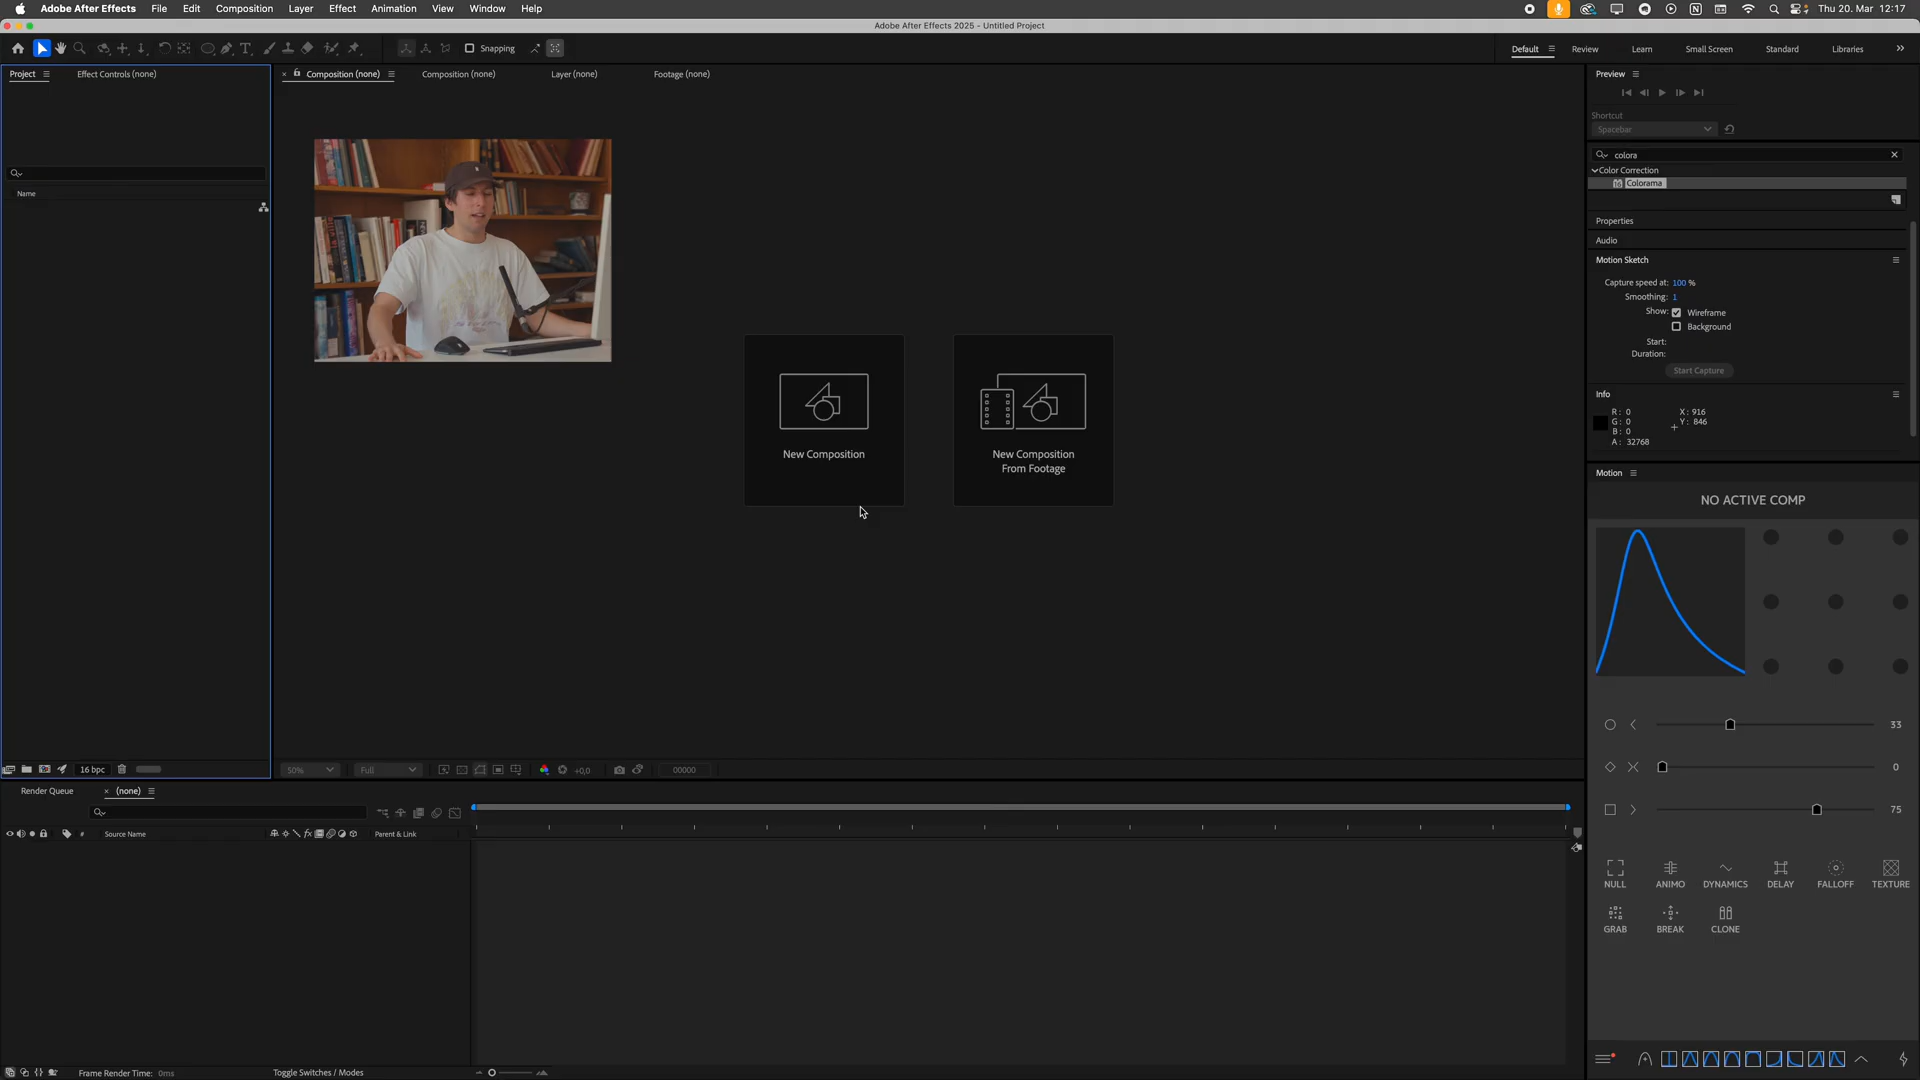 Adobe After Effects File Edit Composition Layer Effect Animation View Window Help Thu 20. Mar 12:17
Adobe After Effects 2025 - Untitled Project
Snapping Default Review Learn Small Screen Standard Libraries
Project Effect Controls (none) Composition (none) Composition (none) Layer (none) Footage (none) Preview
Shortcut
Spacebar
colora
Color Correction
Colorama
Name
Properties
Audio
Motion Sketch
Capture speed at: 100 %
Smoothing: 1
Show: Wireframe
Background
Start:
Duration:
Start Capture
Info
R: 0 X: 916
G: 0 Y: 846
B: 0
A: 32768
New Composition
New Composition
From Footage
Motion
NO ACTIVE COMP
33
0
75
16 bpc 50% Full +0,0 00000
Render Queue (none)
# Source Name fx Parent & Link
NULL ANIMO DYNAMICS DELAY FALLOFF TEXTURE
GRAB BREAK CLONE
Frame Render Time: 0ms Toggle Switches / Modes